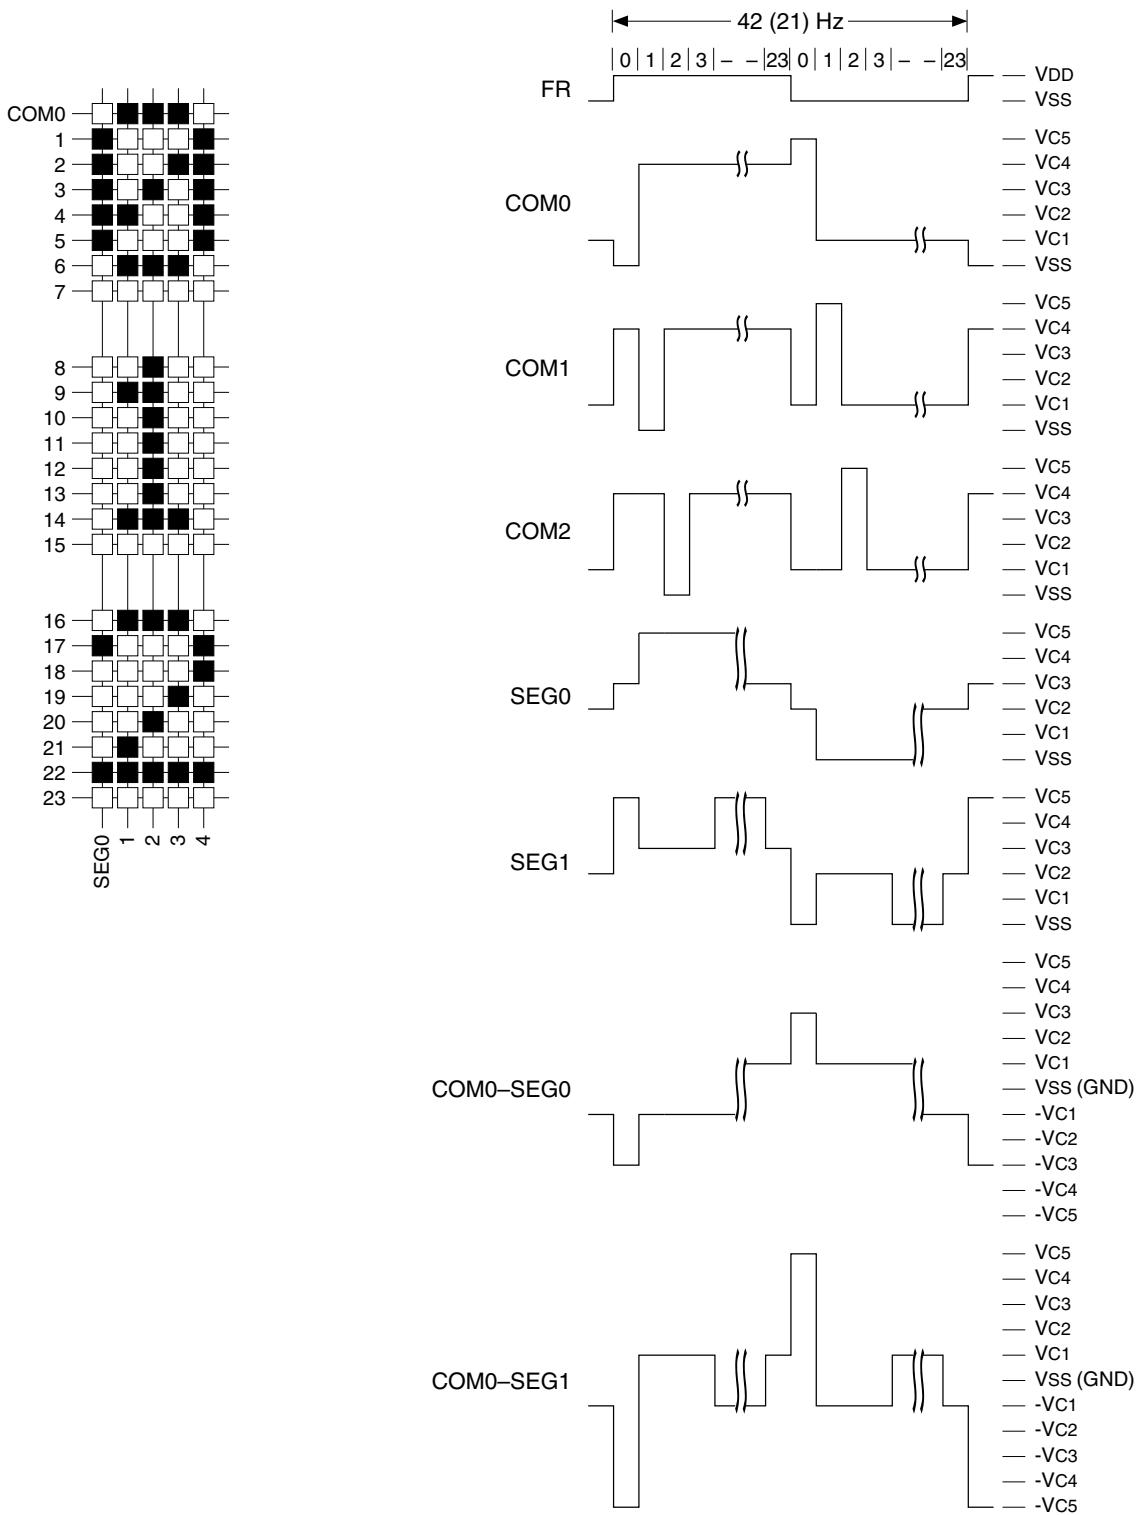 42 (21) Hz
0 1 2 3 – – 23 0 1 2 3 – – 23
FR
VDD
VSS
COM0
1
2
3
4
5
6
7
8
9
10
11
12
13
14
15
16
17
18
19
20
21
22
23
SEG0 1 2 3 4
COM0
VC5
VC4
VC3
VC2
VC1
VSS
COM1
VC5
VC4
VC3
VC2
VC1
VSS
COM2
VC5
VC4
VC3
VC2
VC1
VSS
SEG0
VC5
VC4
VC3
VC2
VC1
VSS
SEG1
VC5
VC4
VC3
VC2
VC1
VSS
COM0–SEG0
VC5
VC4
VC3
VC2
VC1
VSS (GND)
-VC1
-VC2
-VC3
-VC4
-VC5
COM0–SEG1
VC5
VC4
VC3
VC2
VC1
VSS (GND)
-VC1
-VC2
-VC3
-VC4
-VC5